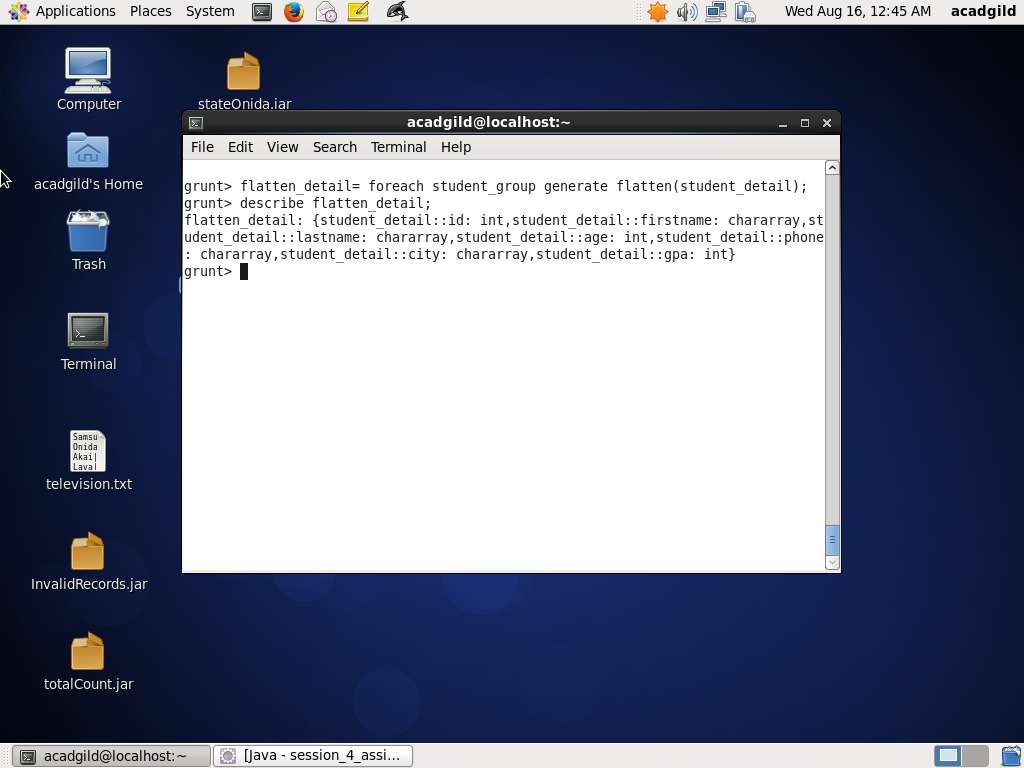 Applications Places System
Wed Aug 16, 12:45 AM acadgild
Computer
stateOnida.jar
acadgild's Home
Trash
Terminal
Samsu
Onida
Akai|
Lava|
television.txt
InvalidRecords.jar
totalCount.jar
acadgild@localhost:~
File Edit View Search Terminal Help
grunt> flatten_detail= foreach student_group generate flatten(student_detail);
grunt> describe flatten_detail;
flatten_detail: {student_detail::id: int,student_detail::firstname: chararray,st
udent_detail::lastname: chararray,student_detail::age: int,student_detail::phone
: chararray,student_detail::city: chararray,student_detail::gpa: int}
grunt>
acadgild@localhost:~
[Java - session_4_assi...